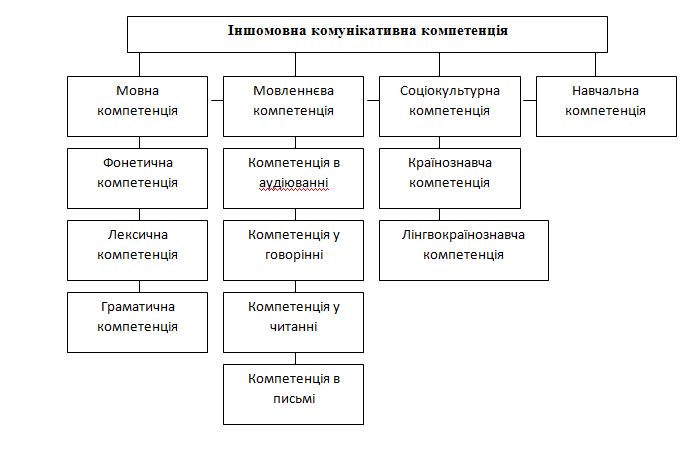 Іншомовна комунікативна компетенція
Мовна
компетенція
Мовленнєва
компетенція
Соціокультурна
компетенція
Навчальна
компетенція
Фонетична
компетенція
Компетенція в
аудіюванні
Країнознавча
компетенція
Лексична
компетенція
Компетенція у
говорінні
Лінгвокраїнознавча
компетенція
Граматична
компетенція
Компетенція у
читанні
Компетенція в
письмі